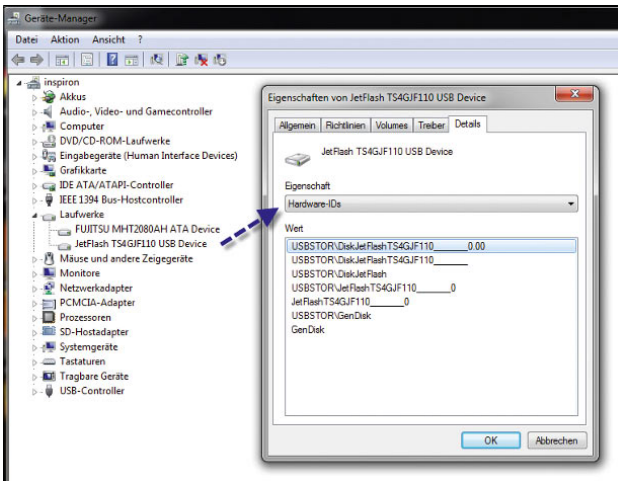 Geräte-Manager
Datei Aktion Ansicht ?
inspiron
Akkus
Audio-, Video- und Gamecontroller
Computer
DVD/CD-ROM-Laufwerke
Eingabegeräte (Human Interface Devices)
Grafikkarte
IDE ATA/ATAPI-Controller
IEEE 1394 Bus-Hostcontroller
Laufwerke
FUJITSU MHT2080AH ATA Device
JetFlash TS4GJF110 USB Device
Mäuse und andere Zeigegeräte
Monitore
Netzwerkadapter
PCMCIA-Adapter
Prozessoren
SD-Hostadapter
Systemgeräte
Tastaturen
Tragbare Geräte
USB-Controller
Eigenschaften von JetFlash TS4GJF110 USB Device
Allgemein Richtlinien Volumes Treiber Details
JetFlash TS4GJF110 USB Device
Eigenschaft
Hardware-IDs
Wert
USBSTOR\DiskJetFlashTS4GJF110_______0.00
USBSTOR\DiskJetFlashTS4GJF110_______
USBSTOR\DiskJetFlash
USBSTOR\JetFlashTS4GJF110_______0
JetFlashTS4GJF110_______0
USBSTOR\GenDisk
GenDisk
OK Abbrechen